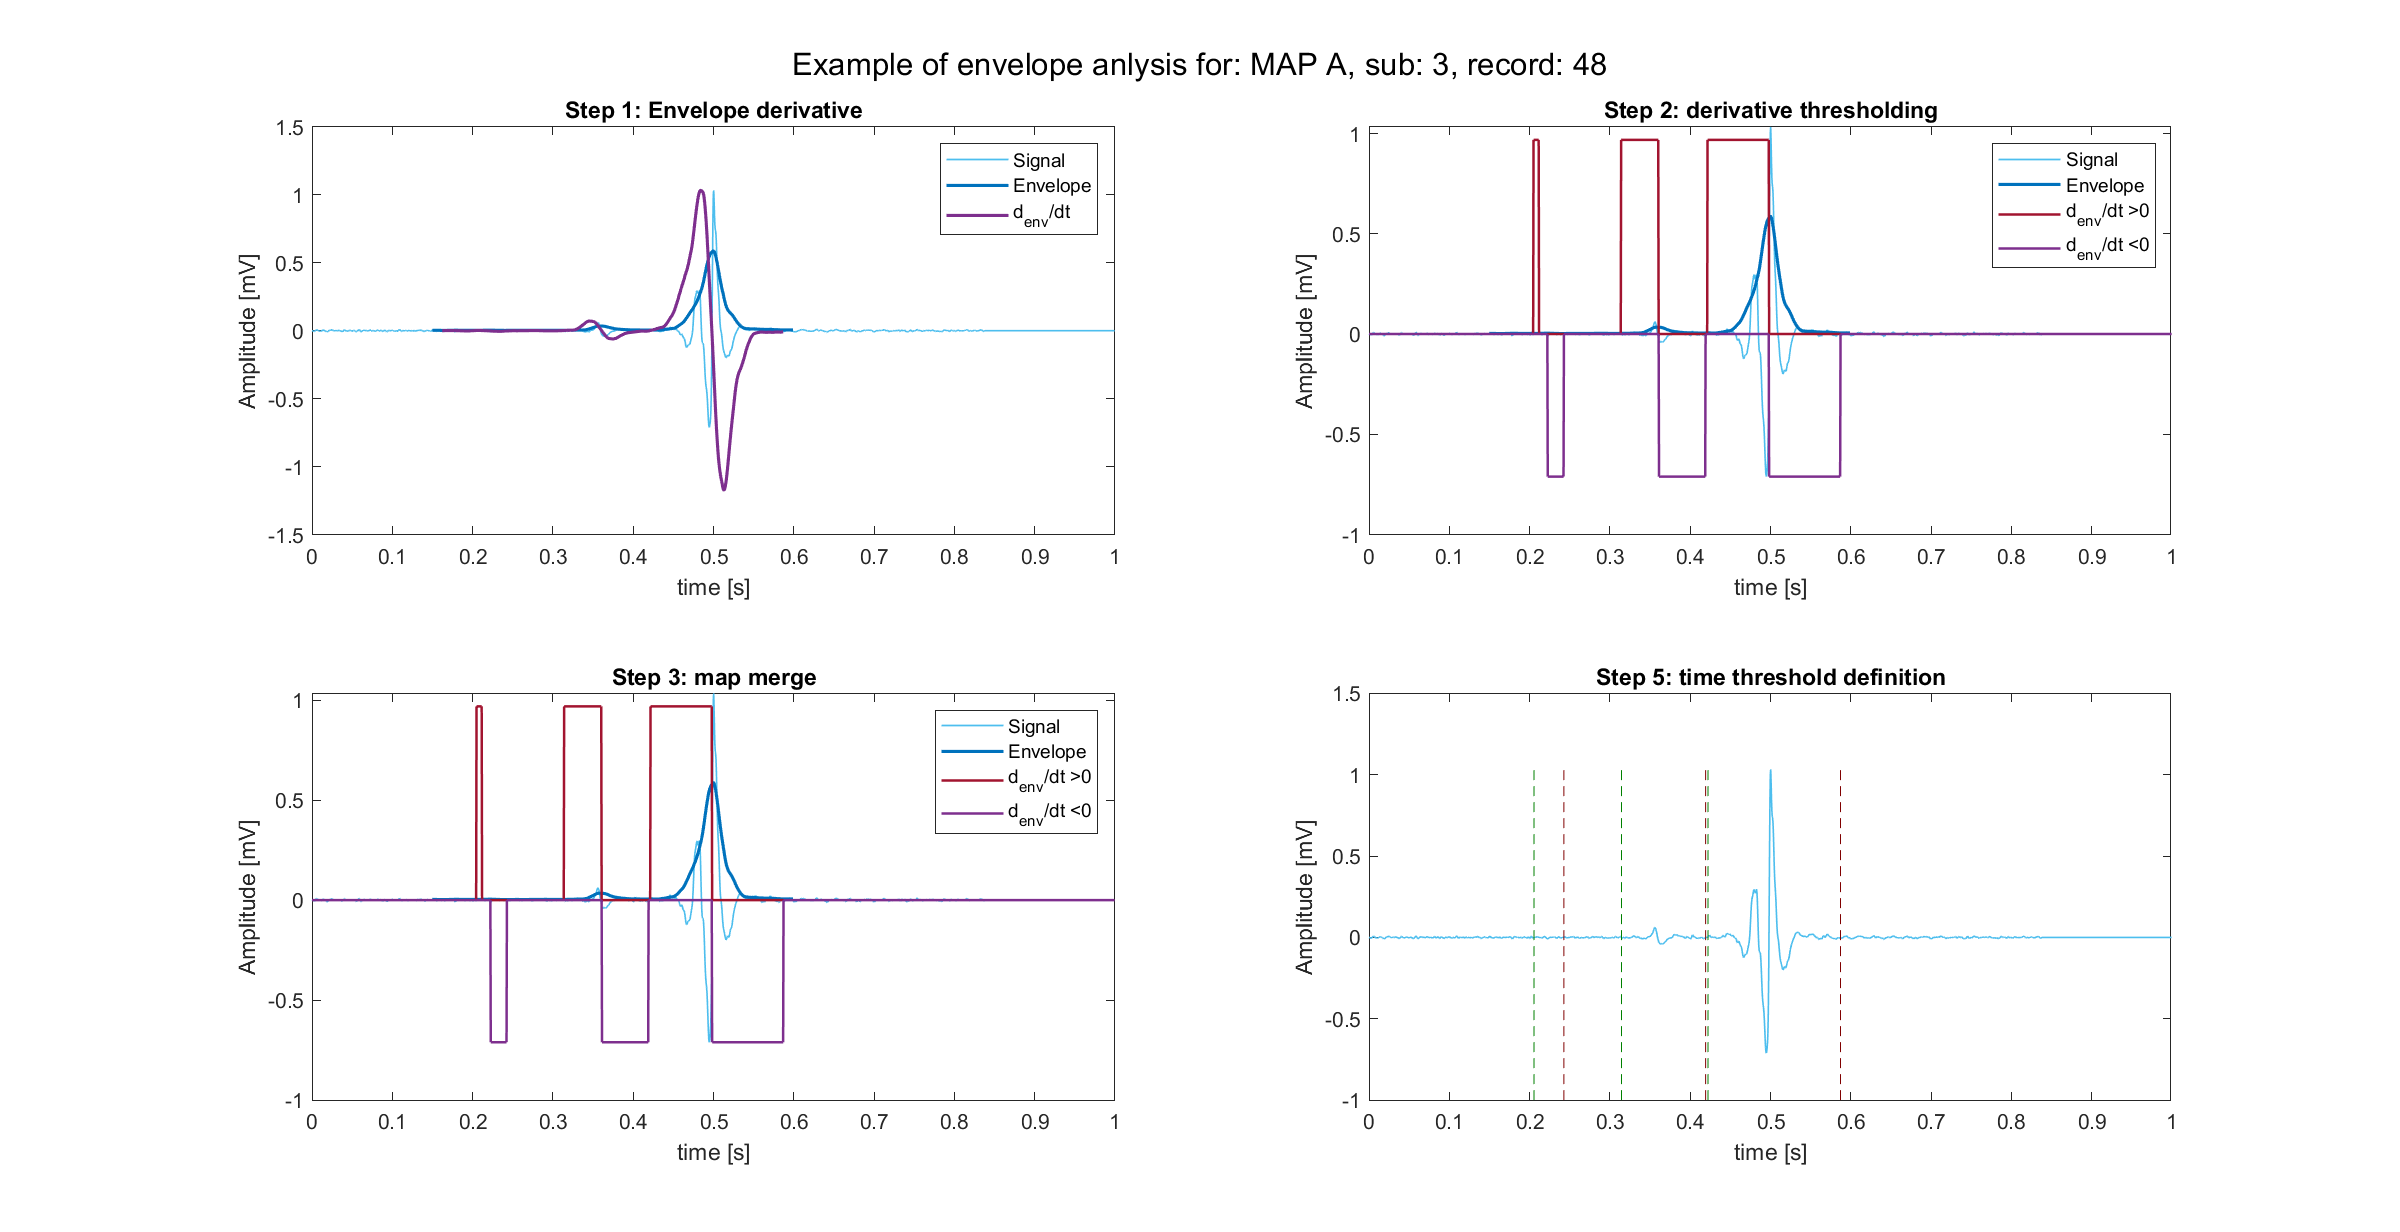 Example of envelope anlysis for: MAP A, sub: 3, record: 48
Step 1: Envelope derivative
1.5
1
0.5
0
-0.5
-1
-1.5
Amplitude [mV]
0 0.1 0.2 0.3 0.4 0.5 0.6 0.7 0.8 0.9 1
time [s]
Signal
Envelope
d_env/dt
Step 2: derivative thresholding
1
0.5
0
-0.5
-1
Amplitude [mV]
0 0.1 0.2 0.3 0.4 0.5 0.6 0.7 0.8 0.9 1
time [s]
Signal
Envelope
d_env/dt >0
d_env/dt <0
Step 3: map merge
1
0.5
0
-0.5
-1
Amplitude [mV]
0 0.1 0.2 0.3 0.4 0.5 0.6 0.7 0.8 0.9 1
time [s]
Signal
Envelope
d_env/dt >0
d_env/dt <0
Step 5: time threshold definition
1.5
1
0.5
0
-0.5
-1
Amplitude [mV]
0 0.1 0.2 0.3 0.4 0.5 0.6 0.7 0.8 0.9 1
time [s]